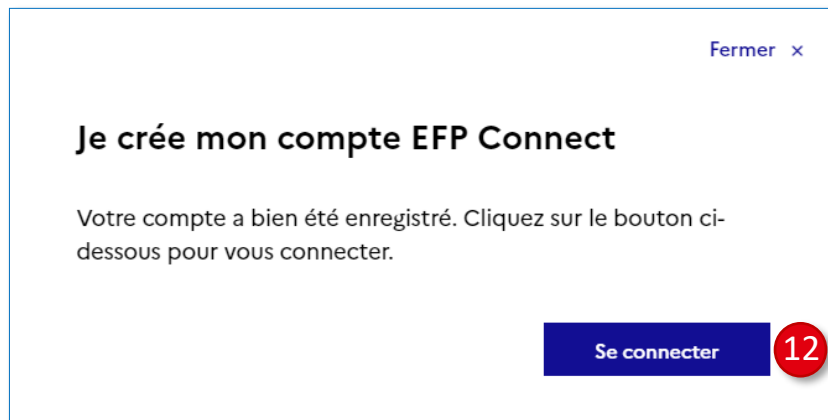 Fermer ×
Je crée mon compte EFP Connect
Votre compte a bien été enregistré. Cliquez sur le bouton ci-
dessous pour vous connecter.
Se connecter 12